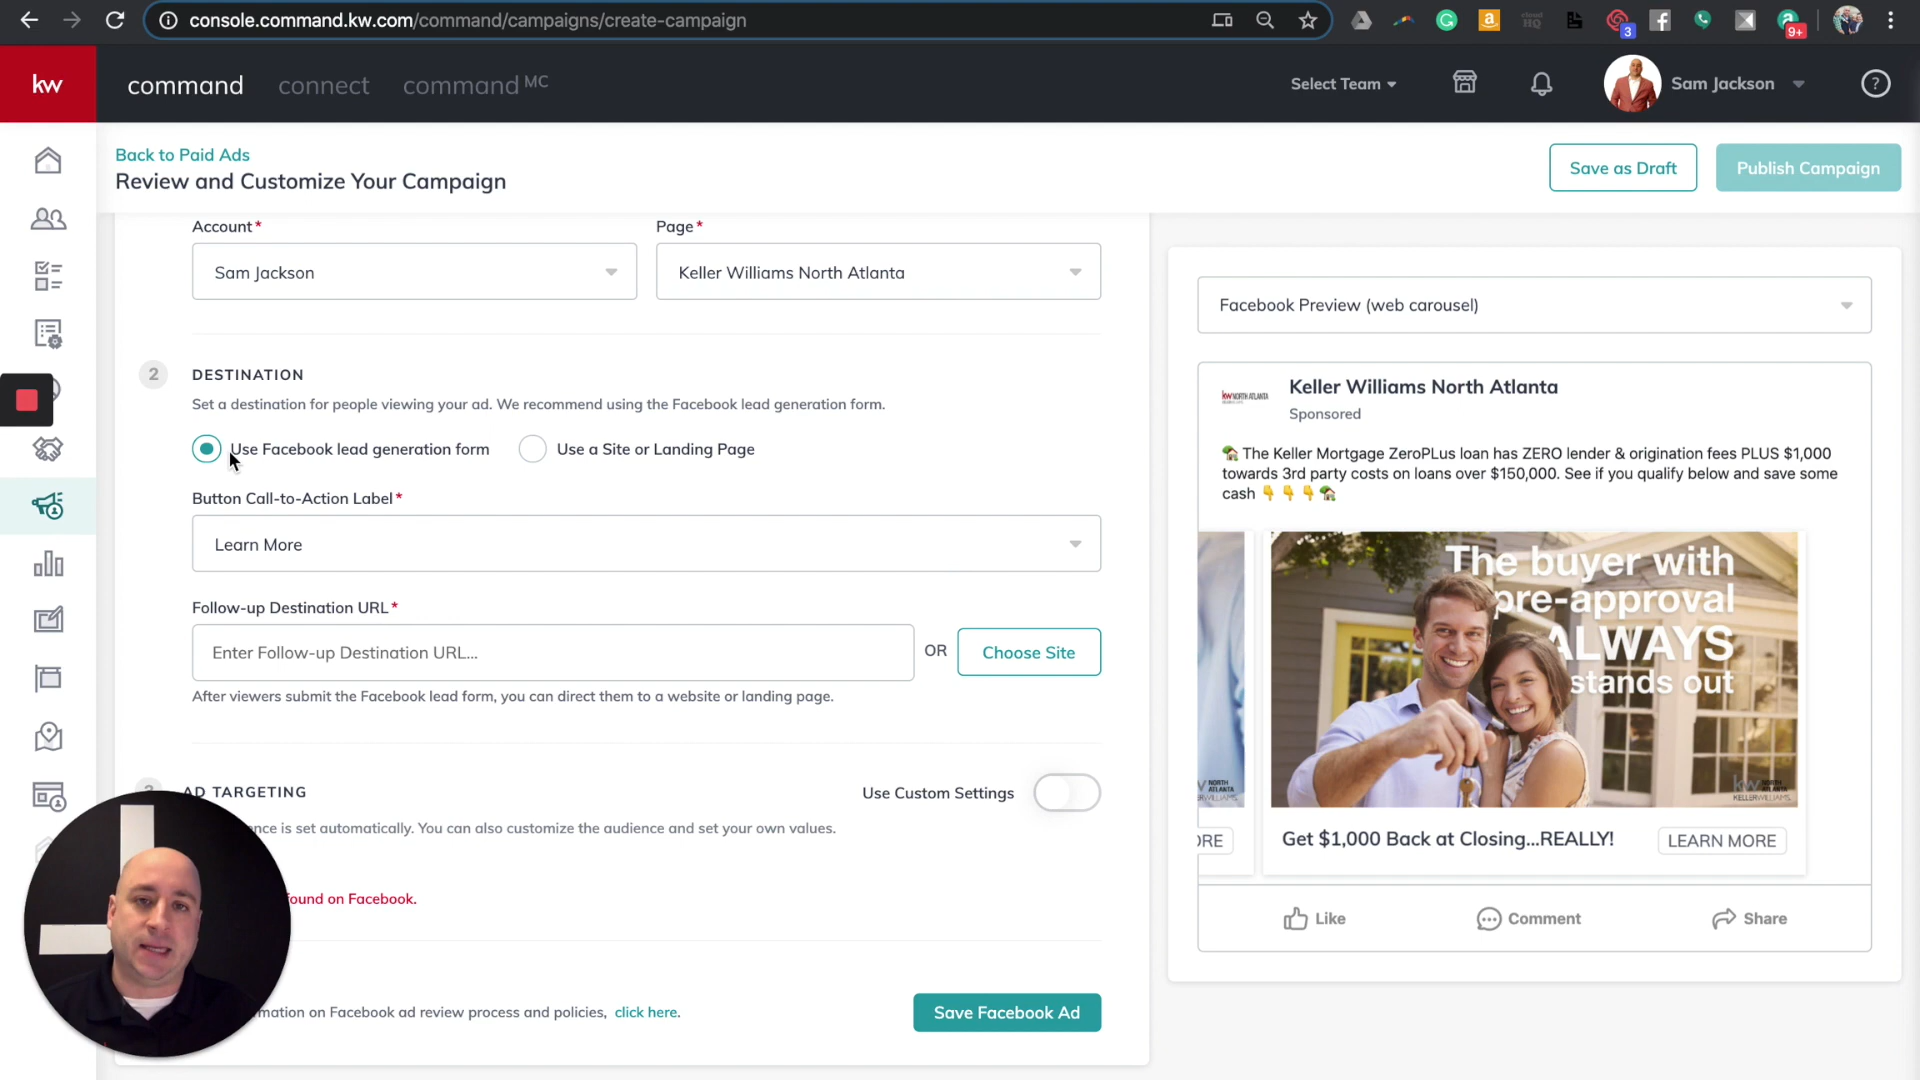 console.command.kw.com/command/campaigns/create-campaign
3
9+
kw
command connect command MC
Select Team
Sam Jackson
?
Back to Paid Ads
Review and Customize Your Campaign
Save as Draft
Publish Campaign
Account*
Page*
Sam Jackson
Keller Williams North Atlanta
2 DESTINATION
Set a destination for people viewing your ad. We recommend using the Facebook lead generation form.
Use Facebook lead generation form
Use a Site or Landing Page
Button Call-to-Action Label*
Learn More
Follow-up Destination URL*
Enter Follow-up Destination URL...
OR
Choose Site
After viewers submit the Facebook lead form, you can direct them to a website or landing page.
AD TARGETING
Use Custom Settings
is set automatically. You can also customize the audience and set your own values.
on Facebook.
on Facebook ad review process and policies, click here.
Save Facebook Ad
Facebook Preview (web carousel)
Keller Williams North Atlanta
Sponsored
🏡 The Keller Mortgage ZeroPlus loan has ZERO lender & origination fees PLUS $1,000
towards 3rd party costs on loans over $150,000. See if you qualify below and save some
cash 👇 👇 👇 🏡
The buyer with
pre-approval
ALWAYS
stands out
kw NORTH ATLANTA
KELLERWILLIAMS
Get $1,000 Back at Closing...REALLY!
LEARN MORE
Like
Comment
Share